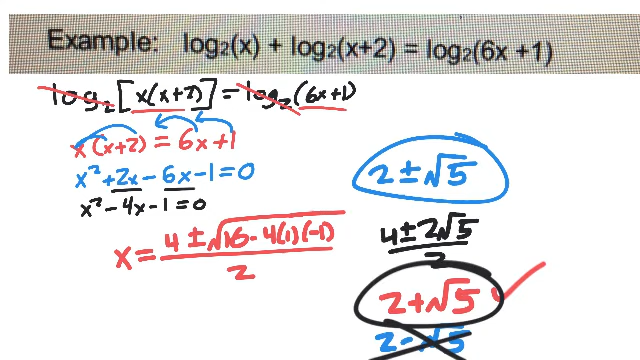 Example: log₂(x) + log₂(x+2) = log₂(6x +1)
log₂[x(x+2)] = log₂(6x+1)
x(x+2) = 6x+1
x² + 2x - 6x - 1 = 0
x² - 4x - 1 = 0
x = 4 ± √16 - 4(1)(-1) / 2
2 ± √5
4 ± 2√5 / 2
2 + √5 ✓
2 - √5